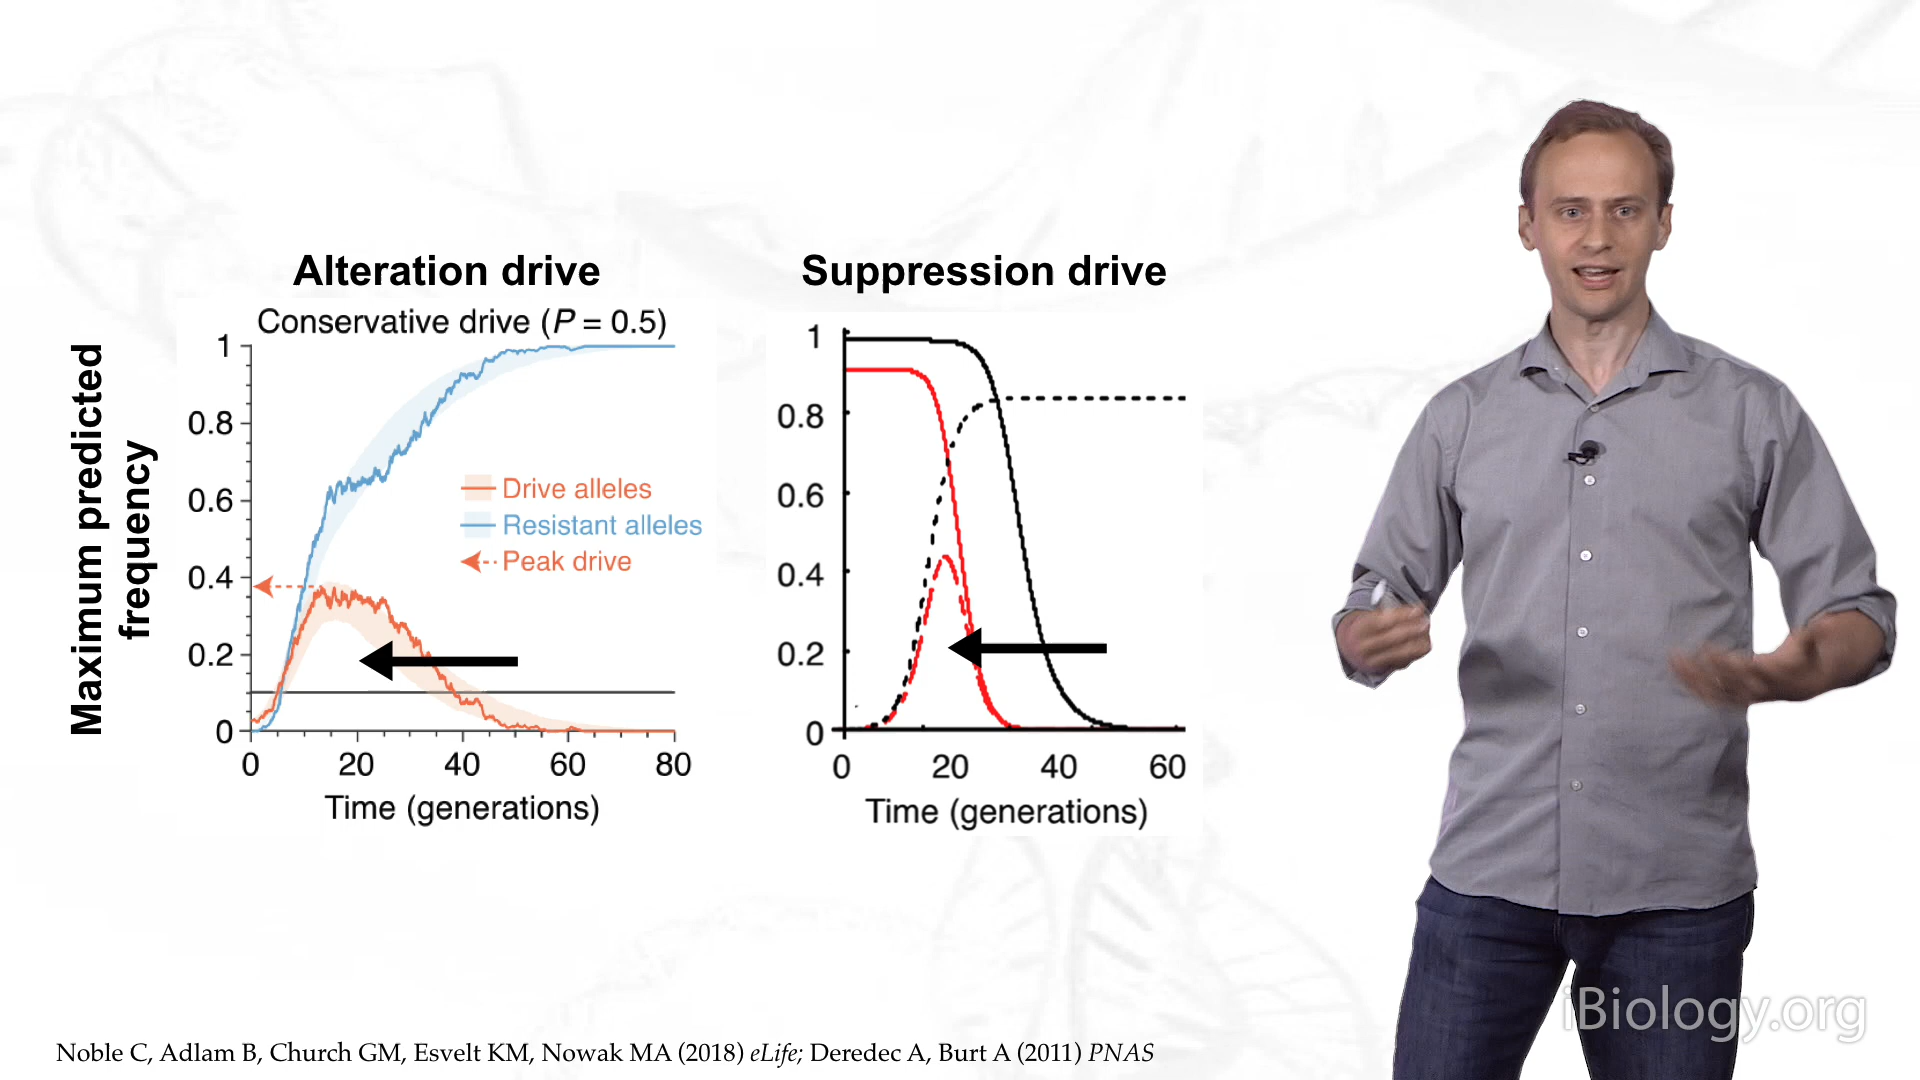 Alteration drive
Suppression drive
Conservative drive (P = 0.5)
Maximum predicted
frequency
1
0.8
0.6
0.4
0.2
0
0 20 40 60 80
Time (generations)
Drive alleles
Resistant alleles
Peak drive
1
0.8
0.6
0.4
0.2
0
0 20 40 60
Time (generations)
iBiology.org
Noble C, Adlam B, Church GM, Esvelt KM, Nowak MA (2018) eLife; Deredec A, Burt A (2011) PNAS